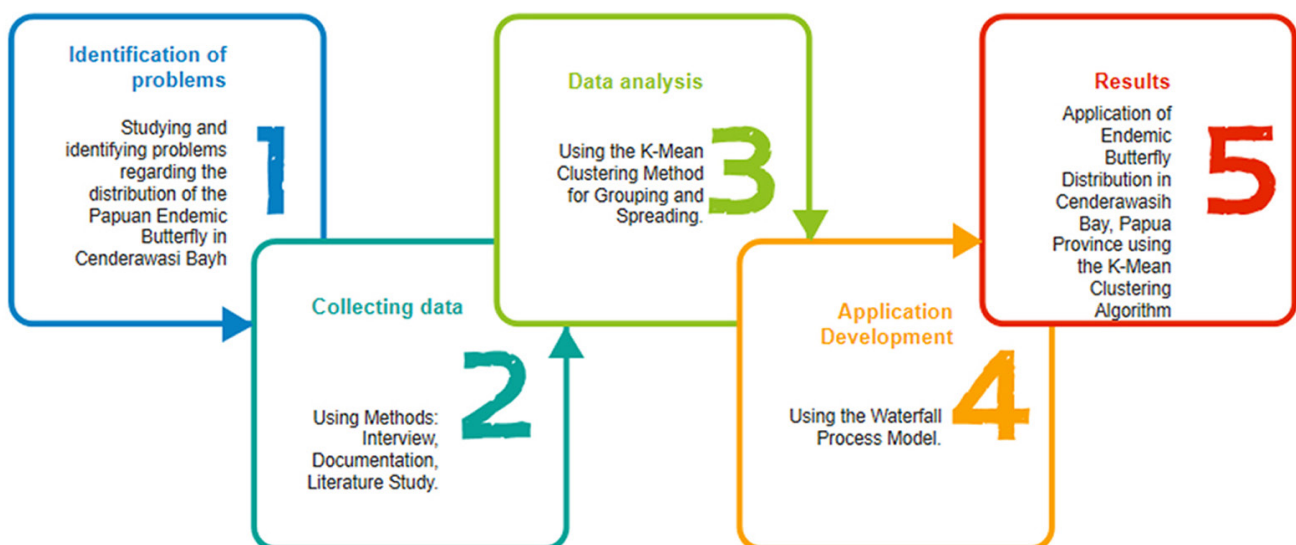 Identification of
problems
Studying and
identifying problems
regarding the
distribution of the
Papuan Endemic
Butterfly in
Cenderawasi Bayh
1
Collecting data
Using Methods:
Interview,
Documentation,
Literature Study.
2
Data analysis
Using the K-Mean
Clustering Method
for Grouping and
Spreading.
3
Application
Development
Using the Waterfall
Process Model.
4
Results
Application of
Endemic
Butterfly
Distribution in
Cenderawasih
Bay, Papua
Province using
the K-Mean
Clustering
Algorithm
5